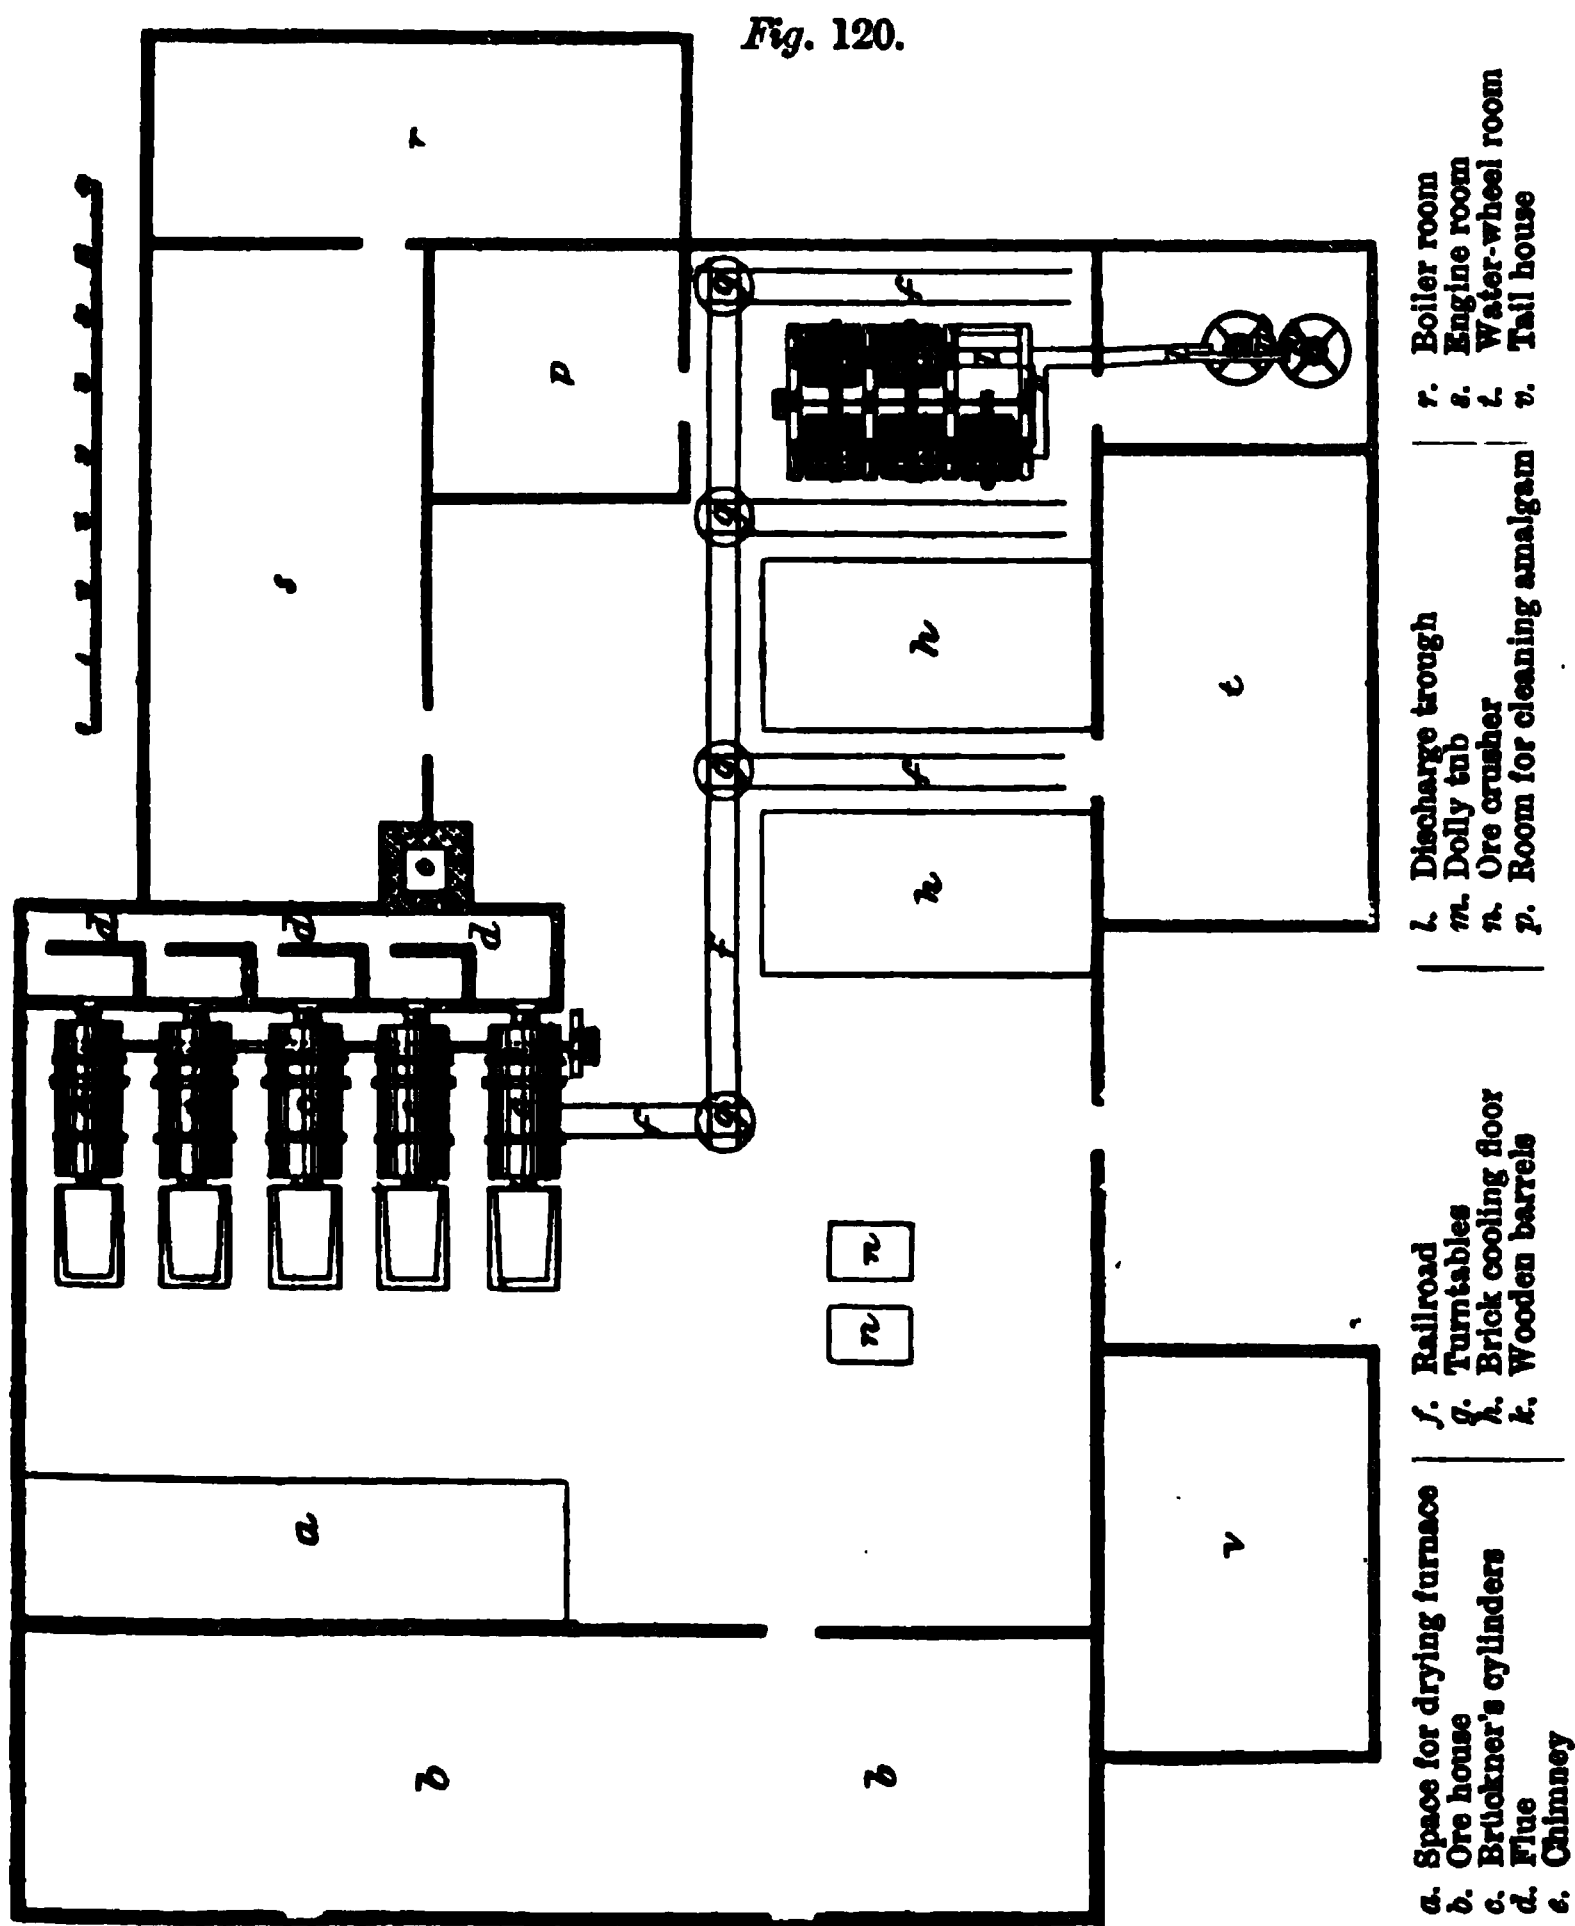 Fig. 120.
r
s
p
g
f
l
g
h
t
g
f
h
e
d
d
d
f
g
f
n
n
a
v
b
b
a. Space for drying furnace
b. Ore house
c. Brückner's cylinders
d. Flue
e. Chimney
f. Railroad
g. Turntables
h. Brick cooling floor
k. Wooden barrels
l. Discharge trough
m. Dolly tub
n. Ore crusher
p. Room for cleaning amalgam
r. Boiler room
s. Engine room
t. Water-wheel room
v. Tail house